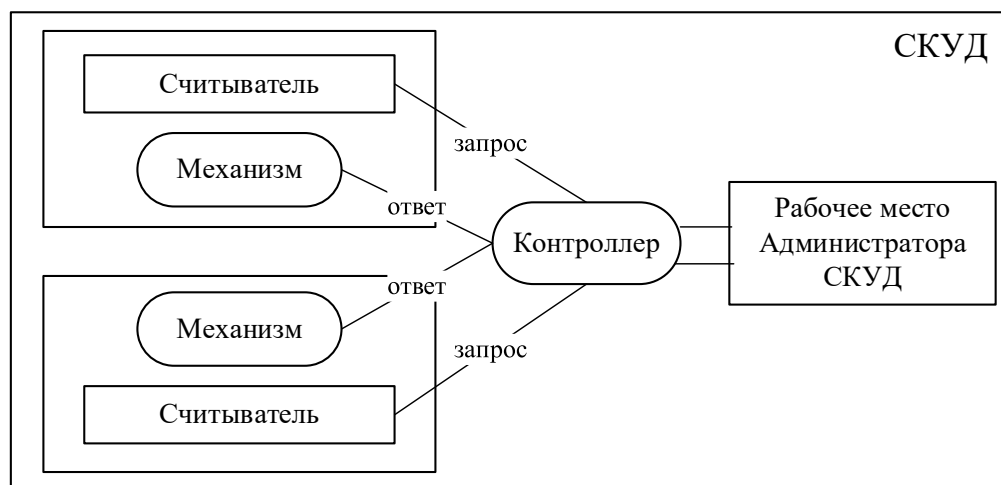 СКУД
Считыватель
запрос
Механизм
ответ
Контроллер
Рабочее место
Администратора
СКУД
ответ
Механизм
запрос
Считыватель